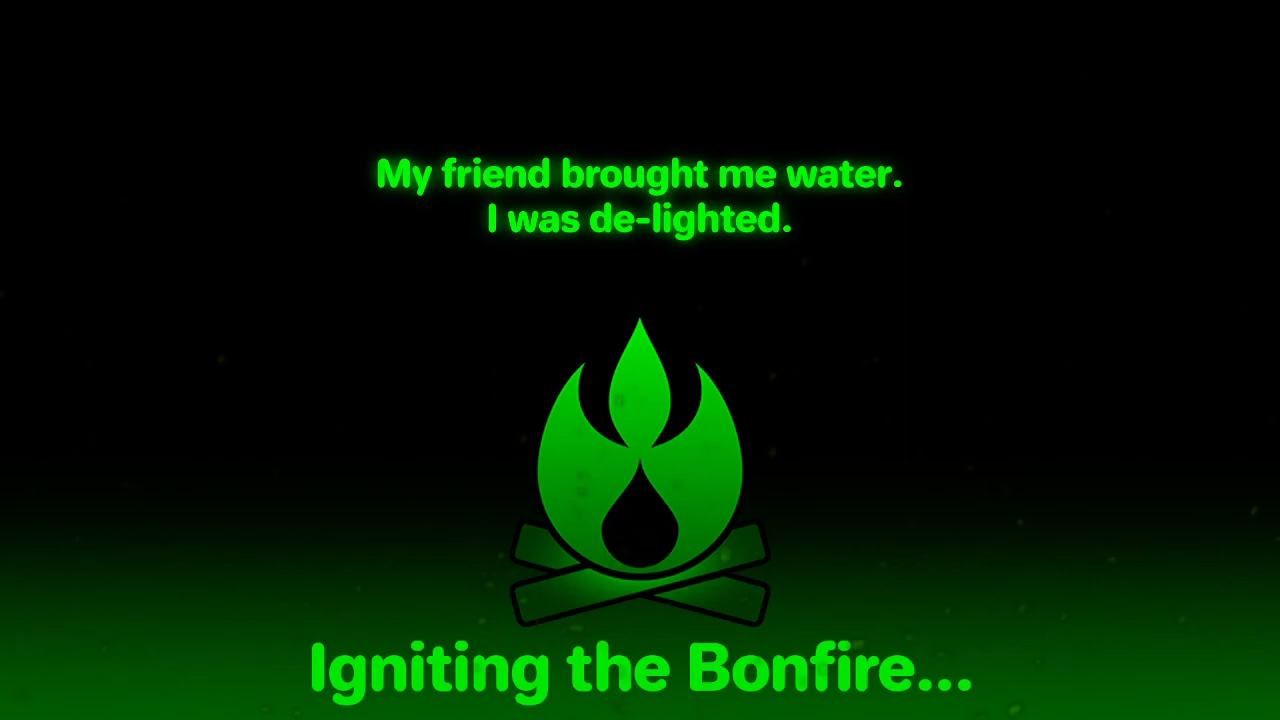 My friend brought me water.
I was de-lighted.
Igniting the Bonfire...